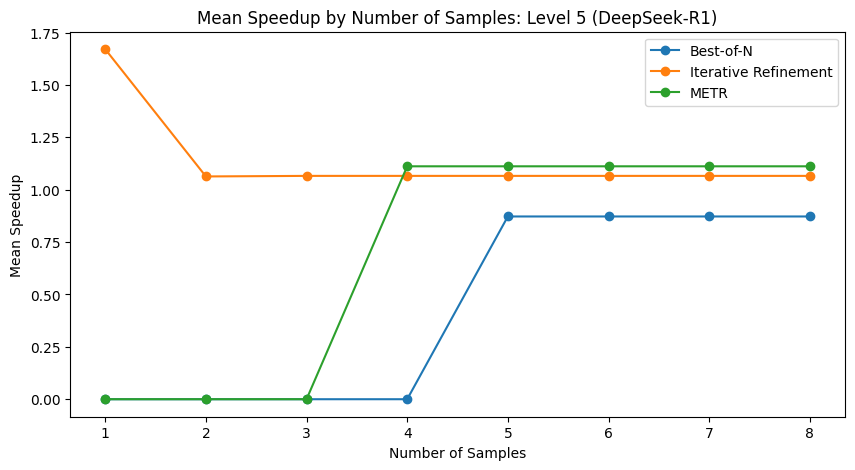 Mean Speedup by Number of Samples: Level 5 (DeepSeek-R1)
Best-of-N
Iterative Refinement
METR
Mean Speedup
1.75
1.50
1.25
1.00
0.75
0.50
0.25
0.00
1 2 3 4 5 6 7 8
Number of Samples